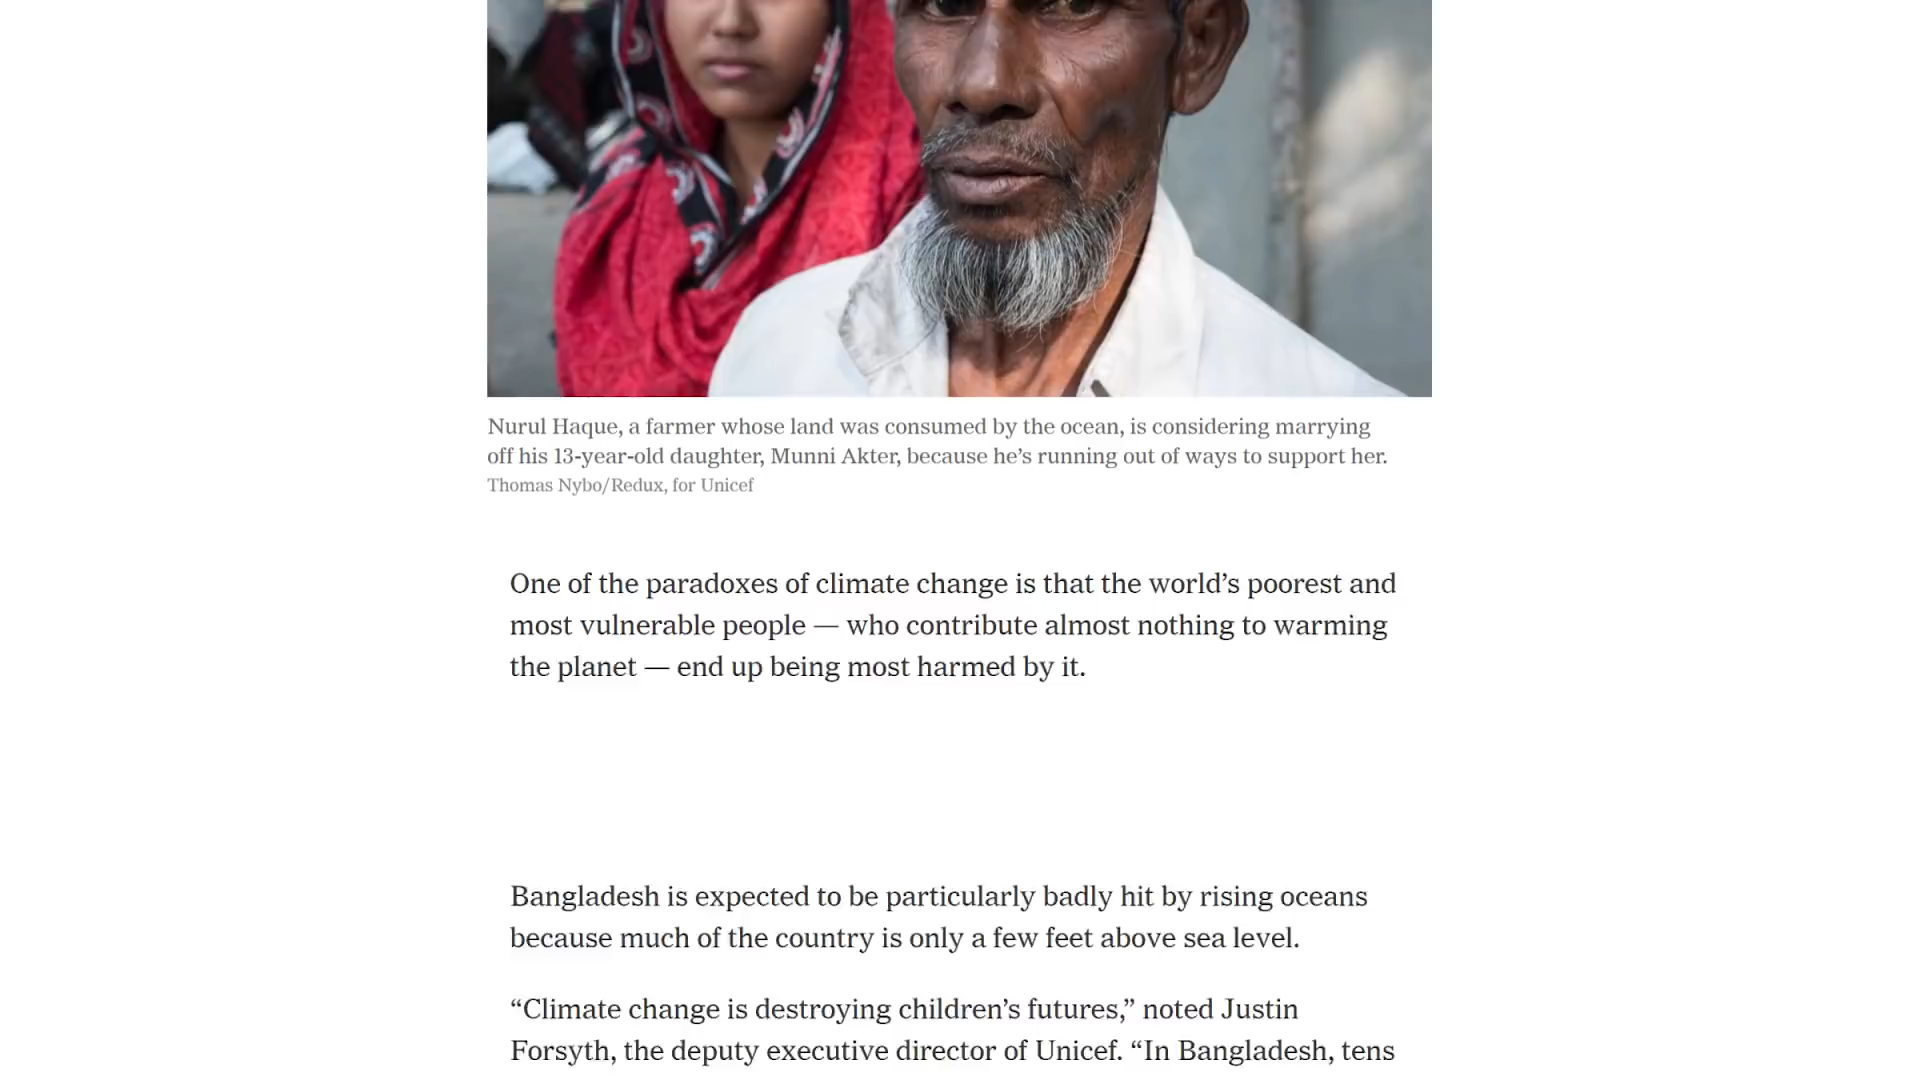 Nurul Haque, a farmer whose land was consumed by the ocean, is considering marrying
off his 13-year-old daughter, Munni Akter, because he’s running out of ways to support her.
Thomas Nybo/Redux, for Unicef
One of the paradoxes of climate change is that the world’s poorest and
most vulnerable people — who contribute almost nothing to warming
the planet — end up being most harmed by it.
Bangladesh is expected to be particularly badly hit by rising oceans
because much of the country is only a few feet above sea level.
“Climate change is destroying children’s futures,” noted Justin
Forsyth, the deputy executive director of Unicef. “In Bangladesh, tens